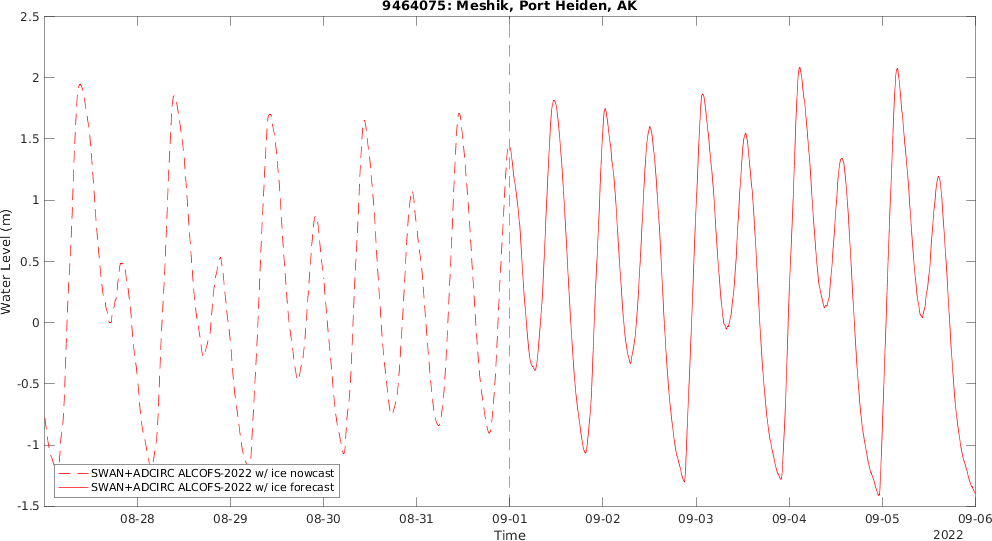 9464075: Meshik, Port Heiden, AK
2.5
2
1.5
1
0.5
0
-0.5
-1
-1.5
Water Level (m)
SWAN+ADCIRC ALCOFS-2022 w/ ice nowcast
SWAN+ADCIRC ALCOFS-2022 w/ ice forecast
08-28 08-29 08-30 08-31 09-01 09-02 09-03 09-04 09-05 09-06
Time
2022